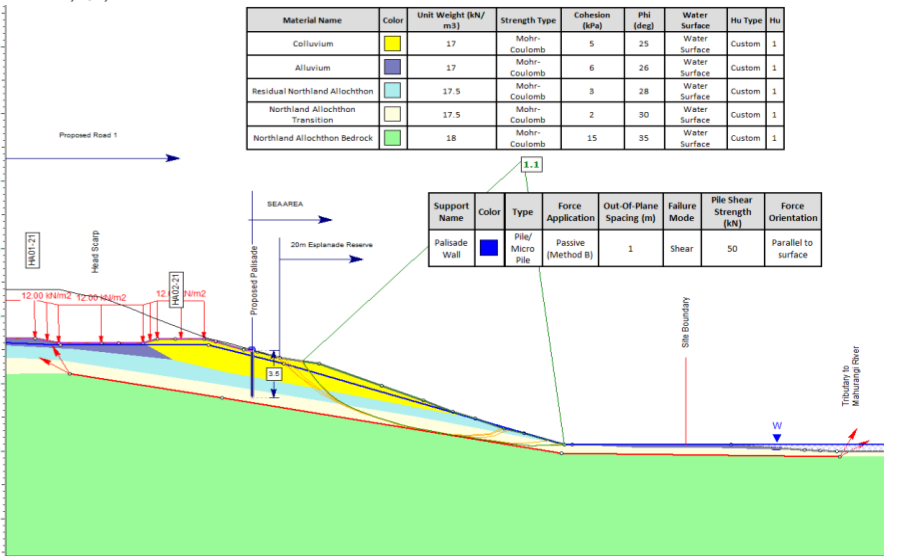 Material Name Color Unit Weight (kN/ m3) Strength Type Cohesion (kPa) Phi (deg) Water Surface Hu Type Hu
Colluvium 17 Mohr-Coulomb 5 25 Water Surface Custom 1
Alluvium 17 Mohr-Coulomb 6 26 Water Surface Custom 1
Residual Northland Allochthon 17.5 Mohr-Coulomb 3 28 Water Surface Custom 1
Northland Allochthon Transition 17.5 Mohr-Coulomb 2 30 Water Surface Custom 1
Northland Allochthon Bedrock 18 Mohr-Coulomb 15 35 Water Surface Custom 1
Proposed Road 1
1.1
Support Name Color Type Force Application Out-Of-Plane Spacing (m) Failure Mode Pile Shear Strength (kN) Force Orientation
Palisade Wall Pile/ Micro Pile Passive (Method B) 1 Shear 50 Parallel to surface
SEA AREA
20m Esplanade Reserve
HA01-21
Head Scarp
HA02-21
Proposed Palisade
12.00 kN/m2
12.00 kN/m2
3.5
Site Boundary
W
Tributary to
Mahurangi River